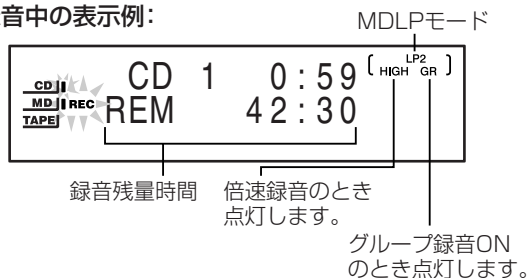 音中の表示例:
MDLPモード
CD 1 0:59
LP2
HIGH GR
CD
MD REC
TAPE
REM 42:30
録音残量時間
倍速録音のとき
点灯します。
グループ録音ON
のとき点灯します。